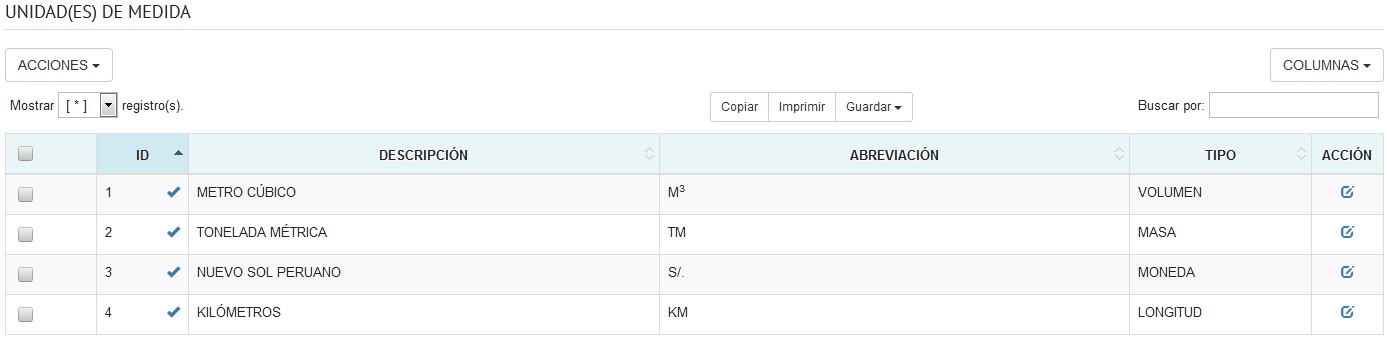 UNIDAD(ES) DE MEDIDA
ACCIONES COLUMNAS
Mostrar [ * ] registro(s). Copiar Imprimir Guardar Buscar por:
ID DESCRIPCIÓN ABREVIACIÓN TIPO ACCIÓN
1 METRO CÚBICO M³ VOLUMEN
2 TONELADA MÉTRICA TM MASA
3 NUEVO SOL PERUANO S/. MONEDA
4 KILÓMETROS KM LONGITUD